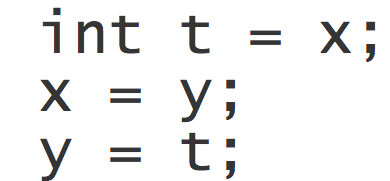 int t = x;
x = y;
y = t;